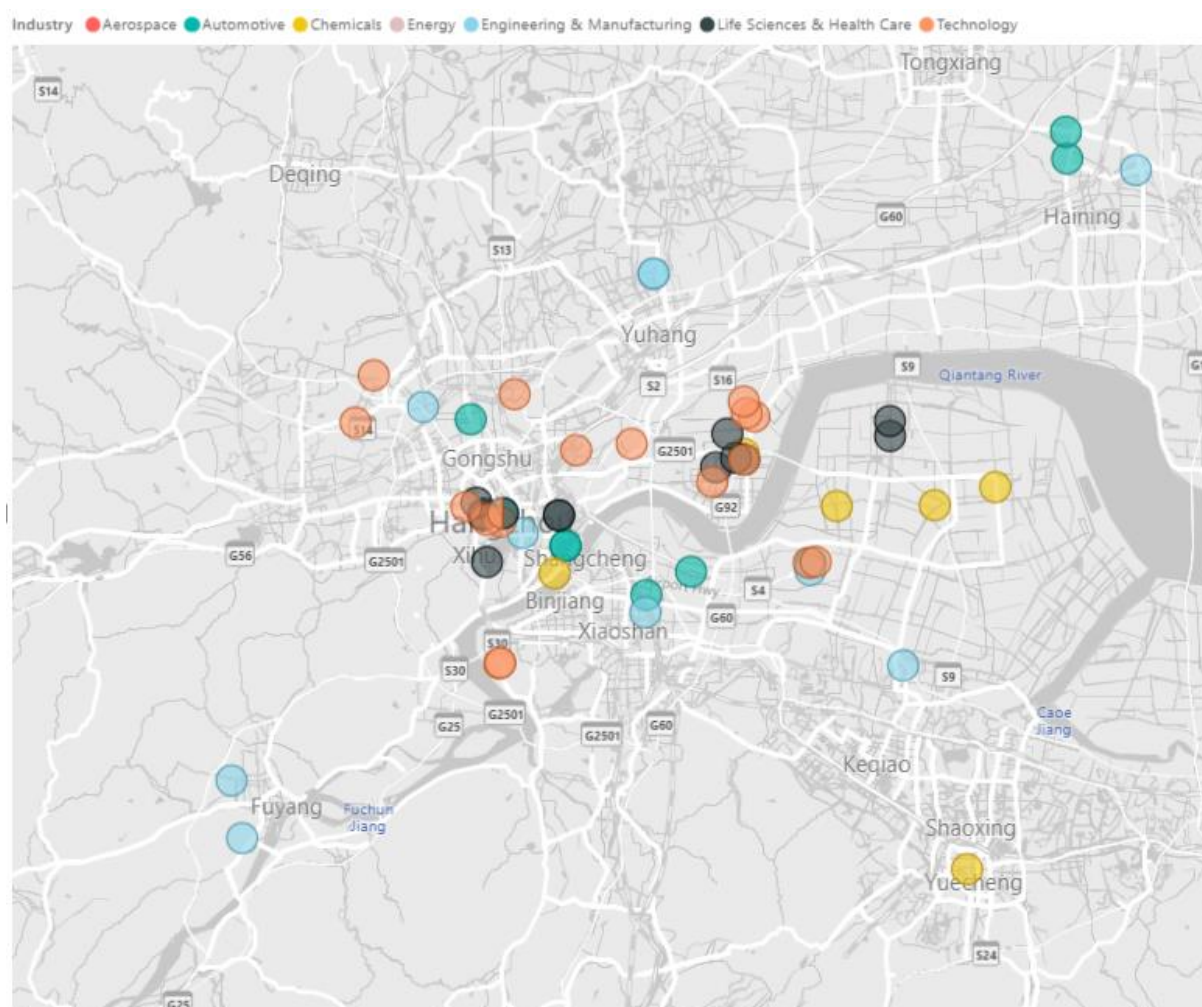 Industry Aerospace Automotive Chemicals Energy Engineering & Manufacturing Life Sciences & Health Care Technology
Tongxiang
S14
Deqing
Haining
G60
S13
Yuhang
S9
Qiantang River
S16
S2
S14
Gongshu
G2501
G92
G56
G2501
Xihu
Shangcheng
S4
Binjiang
G60
Xiaoshan
S30
S30
S9
G2501
G25
G2501
G60
Caoe
Jiang
Keqiao
Fuyang
Fuchun
Jiang
Shaoxing
Yuecheng
S24
G25